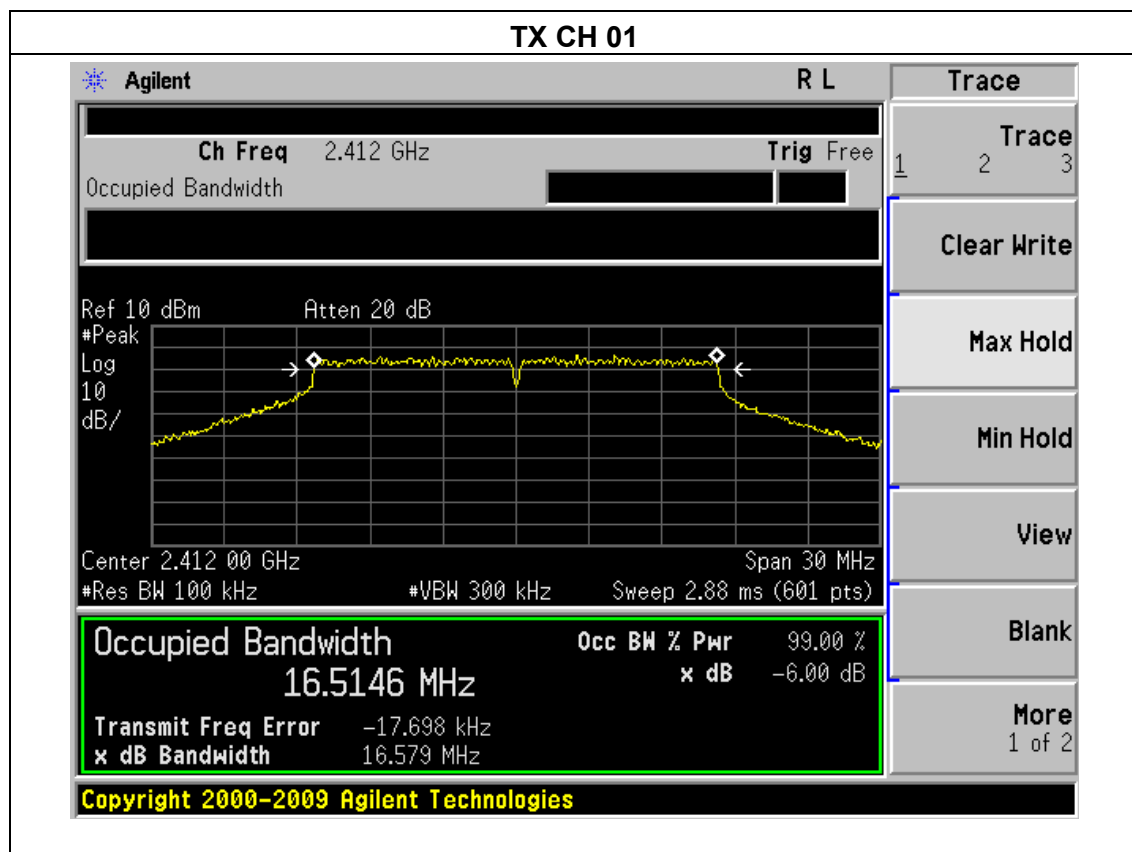 TX CH 01
Agilent R L Trace
Ch Freq 2.412 GHz Trig Free
Occupied Bandwidth
Trace
1 2 3
Clear Write
Max Hold
Min Hold
View
Blank
More
1 of 2
Ref 10 dBm Atten 20 dB
#Peak
Log
10
dB/
Center 2.412 00 GHz Span 30 MHz
#Res BW 100 kHz #VBW 300 kHz Sweep 2.88 ms (601 pts)
Occupied Bandwidth Occ BW % Pwr 99.00 %
16.5146 MHz x dB -6.00 dB
Transmit Freq Error -17.698 kHz
x dB Bandwidth 16.579 MHz
Copyright 2000-2009 Agilent Technologies